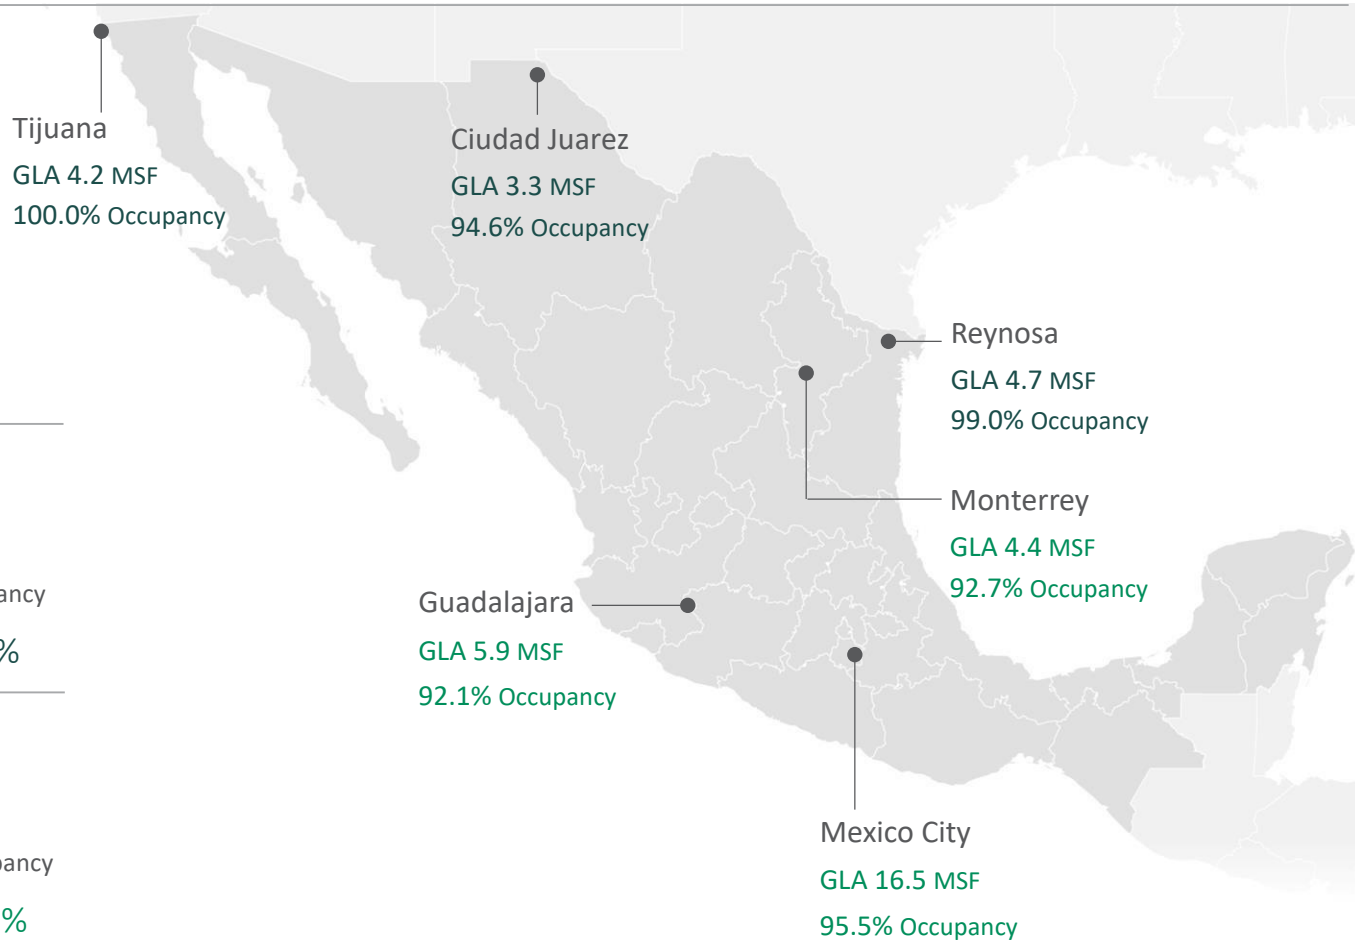 Tijuana
GLA 4.2 MSF
100.0% Occupancy
Ciudad Juarez
GLA 3.3 MSF
94.6% Occupancy
Reynosa
GLA 4.7 MSF
99.0% Occupancy
Monterrey
GLA 4.4 MSF
92.7% Occupancy
Guadalajara
GLA 5.9 MSF
92.1% Occupancy
Mexico City
GLA 16.5 MSF
95.5% Occupancy
%
%